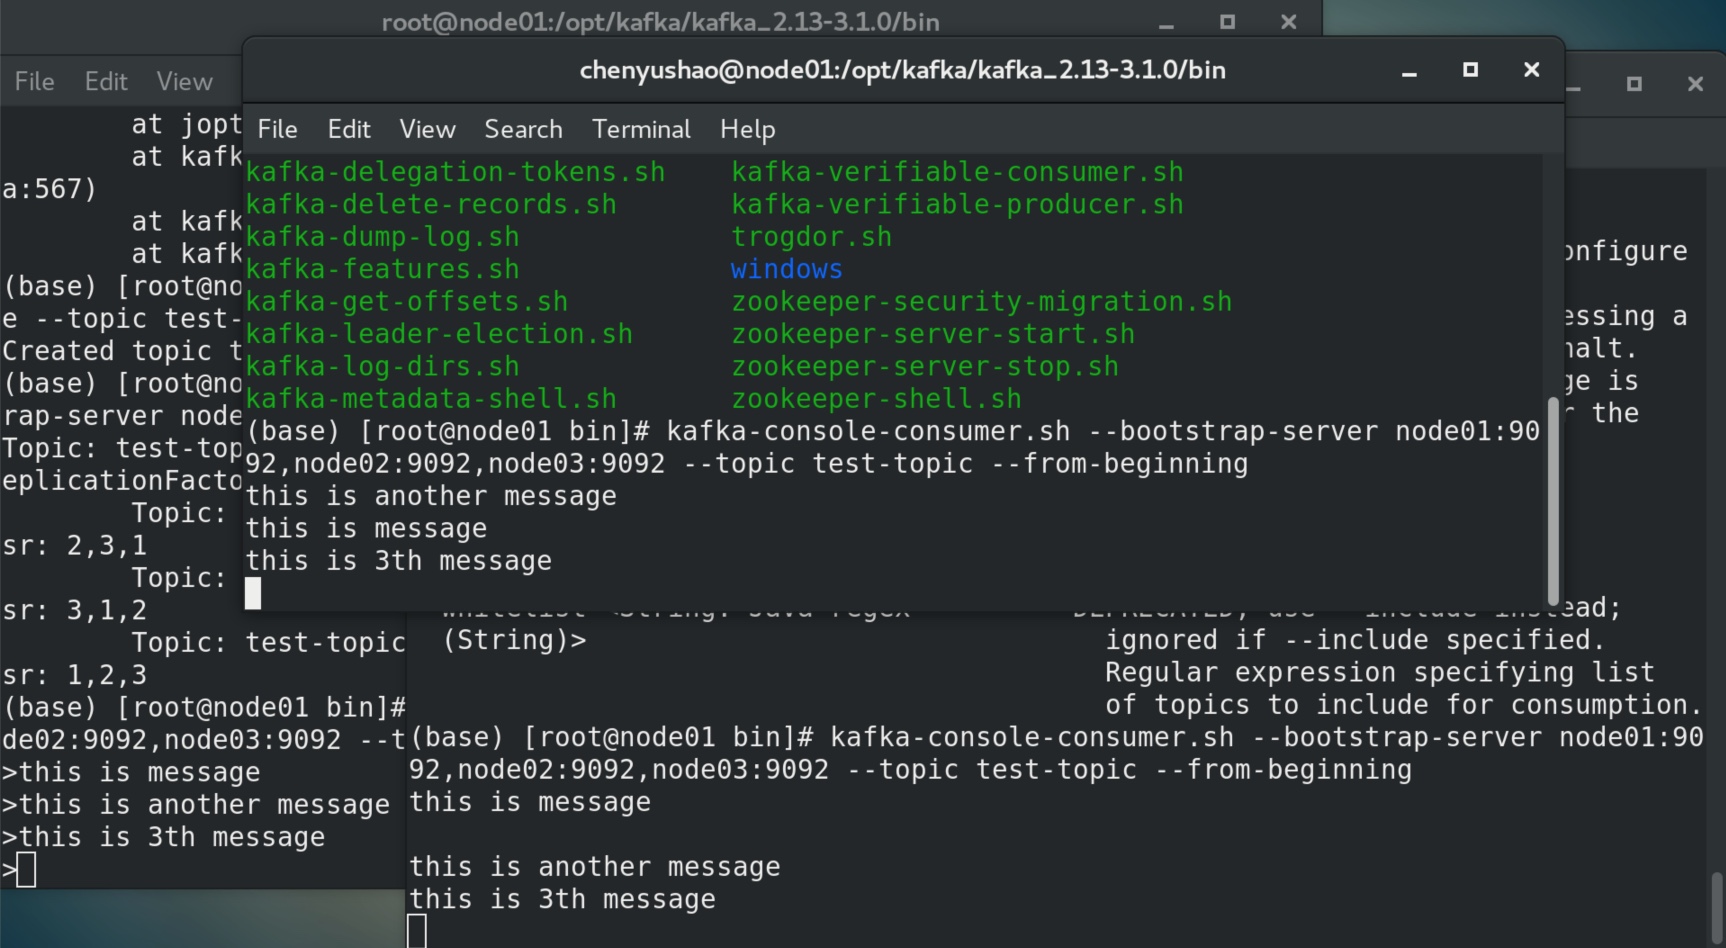 root@node01:/opt/kafka/kafka_2.13-3.1.0/bin
File Edit View
at jopt
at kafk
a:567)
at kafk
at kafk
(base) [root@no
e --topic test-
Created topic t
(base) [root@no
rap-server node
Topic: test-top
eplicationFacto
Topic:
sr: 2,3,1
Topic:
sr: 3,1,2
Topic: test-topic
sr: 1,2,3
(base) [root@node01 bin]#
de02:9092,node03:9092 --t
>this is message
>this is another message
>this is 3th message
>
chenyushao@node01:/opt/kafka/kafka_2.13-3.1.0/bin
File Edit View Search Terminal Help
kafka-delegation-tokens.sh kafka-verifiable-consumer.sh
kafka-delete-records.sh kafka-verifiable-producer.sh
kafka-dump-log.sh trogdor.sh
kafka-features.sh windows
kafka-get-offsets.sh zookeeper-security-migration.sh
kafka-leader-election.sh zookeeper-server-start.sh
kafka-log-dirs.sh zookeeper-server-stop.sh
kafka-metadata-shell.sh zookeeper-shell.sh
(base) [root@node01 bin]# kafka-console-consumer.sh --bootstrap-server node01:90
92,node02:9092,node03:9092 --topic test-topic --from-beginning
this is another message
this is message
this is 3th message
onfigure
essing a
halt.
ge is
r the
whitelist <String: Java regex DEPRECATED, use --include instead;
(String)> ignored if --include specified.
Regular expression specifying list
of topics to include for consumption.
(base) [root@node01 bin]# kafka-console-consumer.sh --bootstrap-server node01:90
92,node02:9092,node03:9092 --topic test-topic --from-beginning
this is message
this is another message
this is 3th message